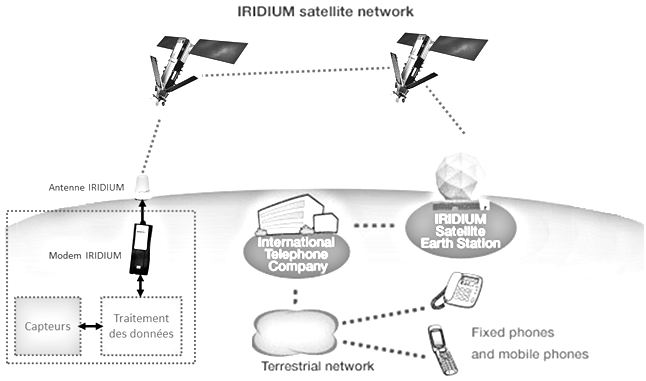 IRIDIUM satellite network
Antenne IRIDIUM
Modem IRIDIUM
Capteurs
Traitement
des données
International
Telephone
Company
IRIDIUM
Satellite
Earth Station
Terrestrial network
Fixed phones
and mobile phones